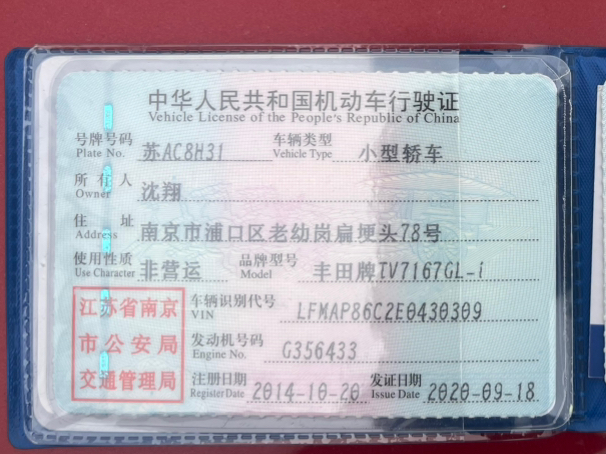 中华人民共和国机动车行驶证
Vehicle License of the People's Republic of China
号牌号码 苏AC8H31 车辆类型 小型轿车
Plate No. Vehicle Type
所有人 沈翔
Owner
住址 南京市浦口区老幼岗扁埂头78号
Address
使用性质 非营运 品牌型号 丰田牌TV7167GL-i
Use Character Model
江苏省南京
市公安局
交通管理局
车辆识别代号 LFMAP86C2E0430309
VIN
发动机号码 G356433
Engine No.
注册日期 2014-10-20 发证日期 2020-09-18
Register Date Issue Date